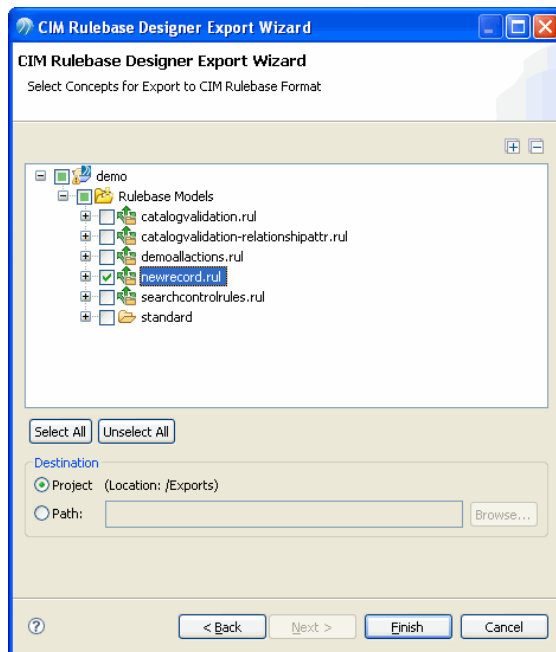 CIM Rulebase Designer Export Wizard
CIM Rulebase Designer Export Wizard
Select Concepts for Export to CIM Rulebase Format
demo
Rulebase Models
catalogvalidation.rul
catalogvalidation-relationshipattr.rul
demoallactions.rul
newrecord.rul
searchcontrolrules.rul
standard
Select All Unselect All
Destination
Project (Location: /Exports)
Path: Browse...
? < Back Next > Finish Cancel